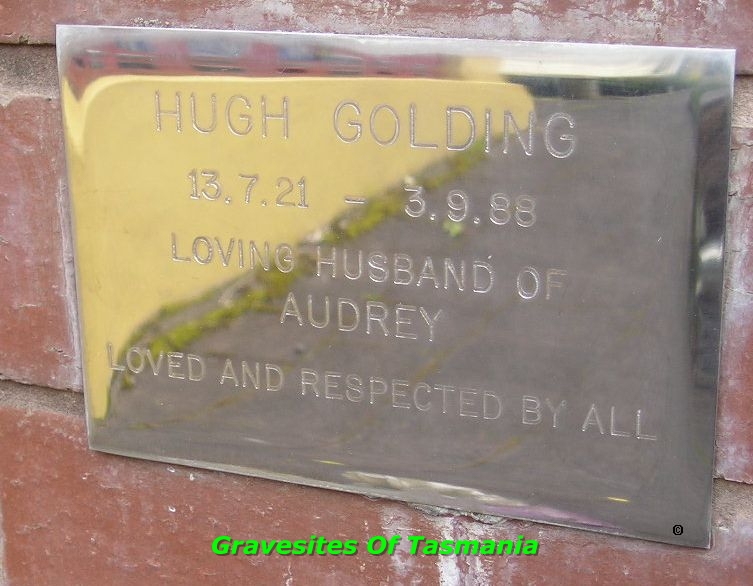 HUGH GOLDING
13.7.21 - 3.9.88
LOVING HUSBAND OF
AUDREY
LOVED AND RESPECTED BY ALL
©
Gravesites Of Tasmania